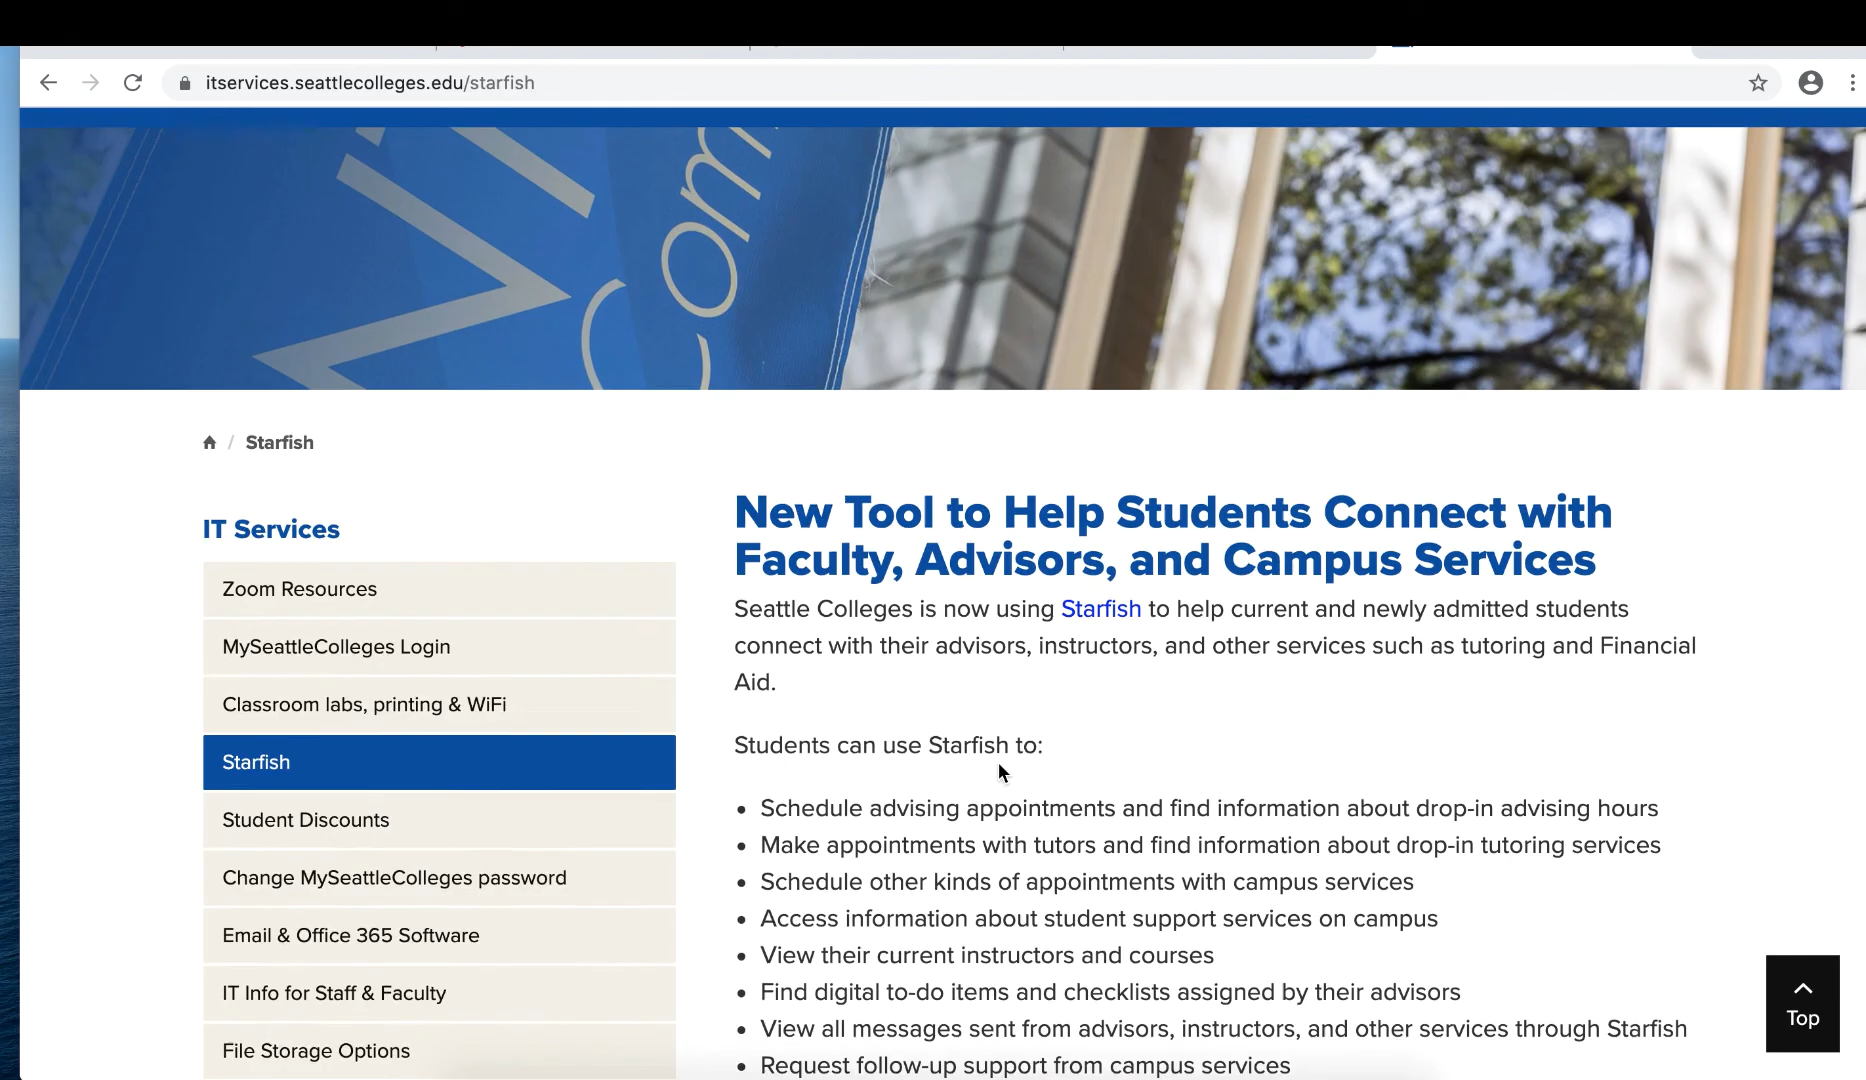 itservices.seattlecolleges.edu/starfish
Com
/ Starfish
IT Services
Zoom Resources
MySeattleColleges Login
Classroom labs, printing & WiFi
Starfish
Student Discounts
Change MySeattleColleges password
Email & Office 365 Software
IT Info for Staff & Faculty
File Storage Options
New Tool to Help Students Connect with
Faculty, Advisors, and Campus Services
Seattle Colleges is now using Starfish to help current and newly admitted students
connect with their advisors, instructors, and other services such as tutoring and Financial
Aid.
Students can use Starfish to:
• Schedule advising appointments and find information about drop-in advising hours
• Make appointments with tutors and find information about drop-in tutoring services
• Schedule other kinds of appointments with campus services
• Access information about student support services on campus
• View their current instructors and courses
• Find digital to-do items and checklists assigned by their advisors
• View all messages sent from advisors, instructors, and other services through Starfish
• Request follow-up support from campus services
Top